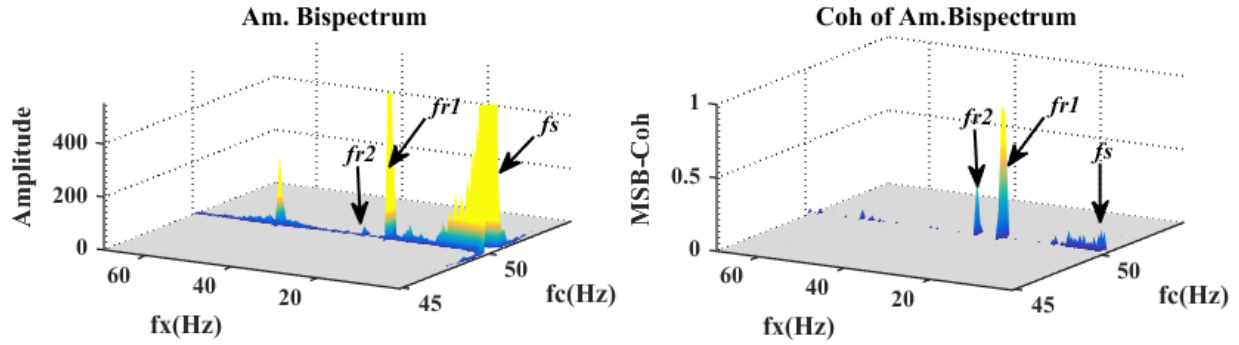 Am. Bispectrum
Amplitude
400
200
0
fr2
fr1
fs
60
40
20
45
50
fx(Hz)
fc(Hz)
Coh of Am.Bispectrum
MSB-Coh
1
0.5
0
fr2
fr1
fs
60
40
20
45
50
fx(Hz)
fc(Hz)